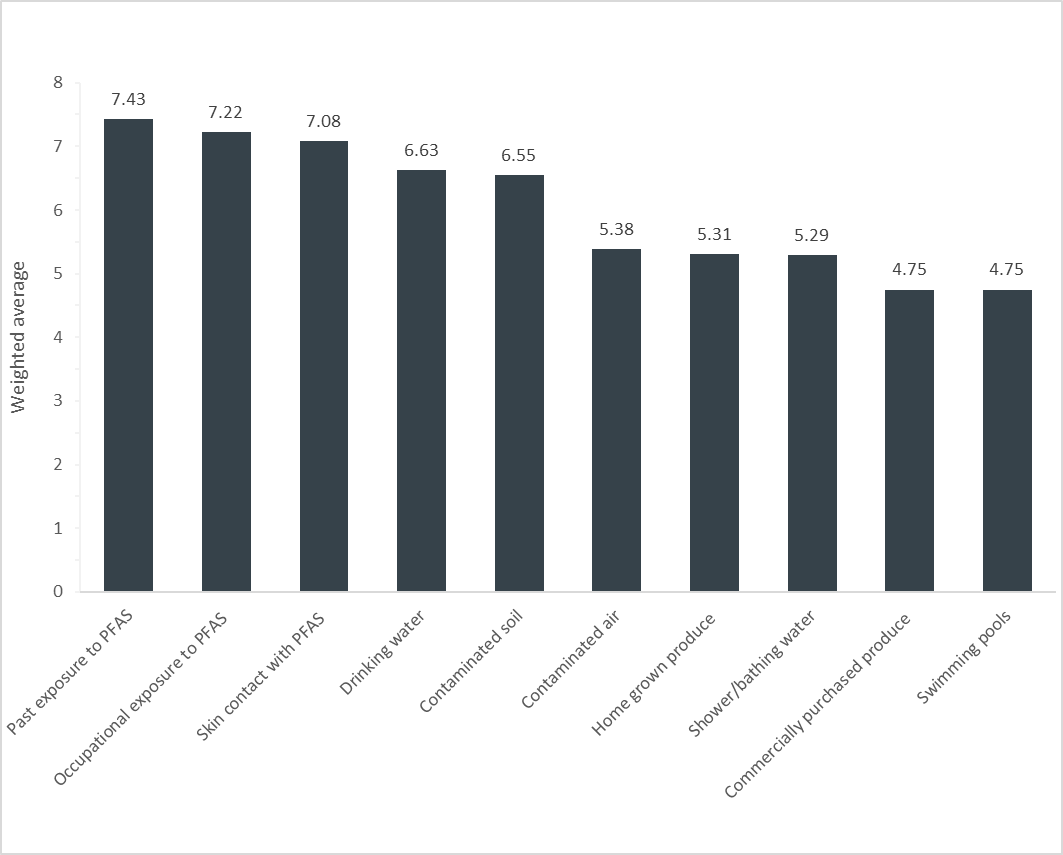 8
7
6
5
4
3
2
1
0
Weighted average
7.43
7.22
7.08
6.63
6.55
5.38
5.31
5.29
4.75
4.75
Past exposure to PFAS
Occupational exposure to PFAS
Skin contact with PFAS
Drinking water
Contaminated soil
Contaminated air
Home grown produce
Shower/bathing water
Commercially purchased produce
Swimming pools